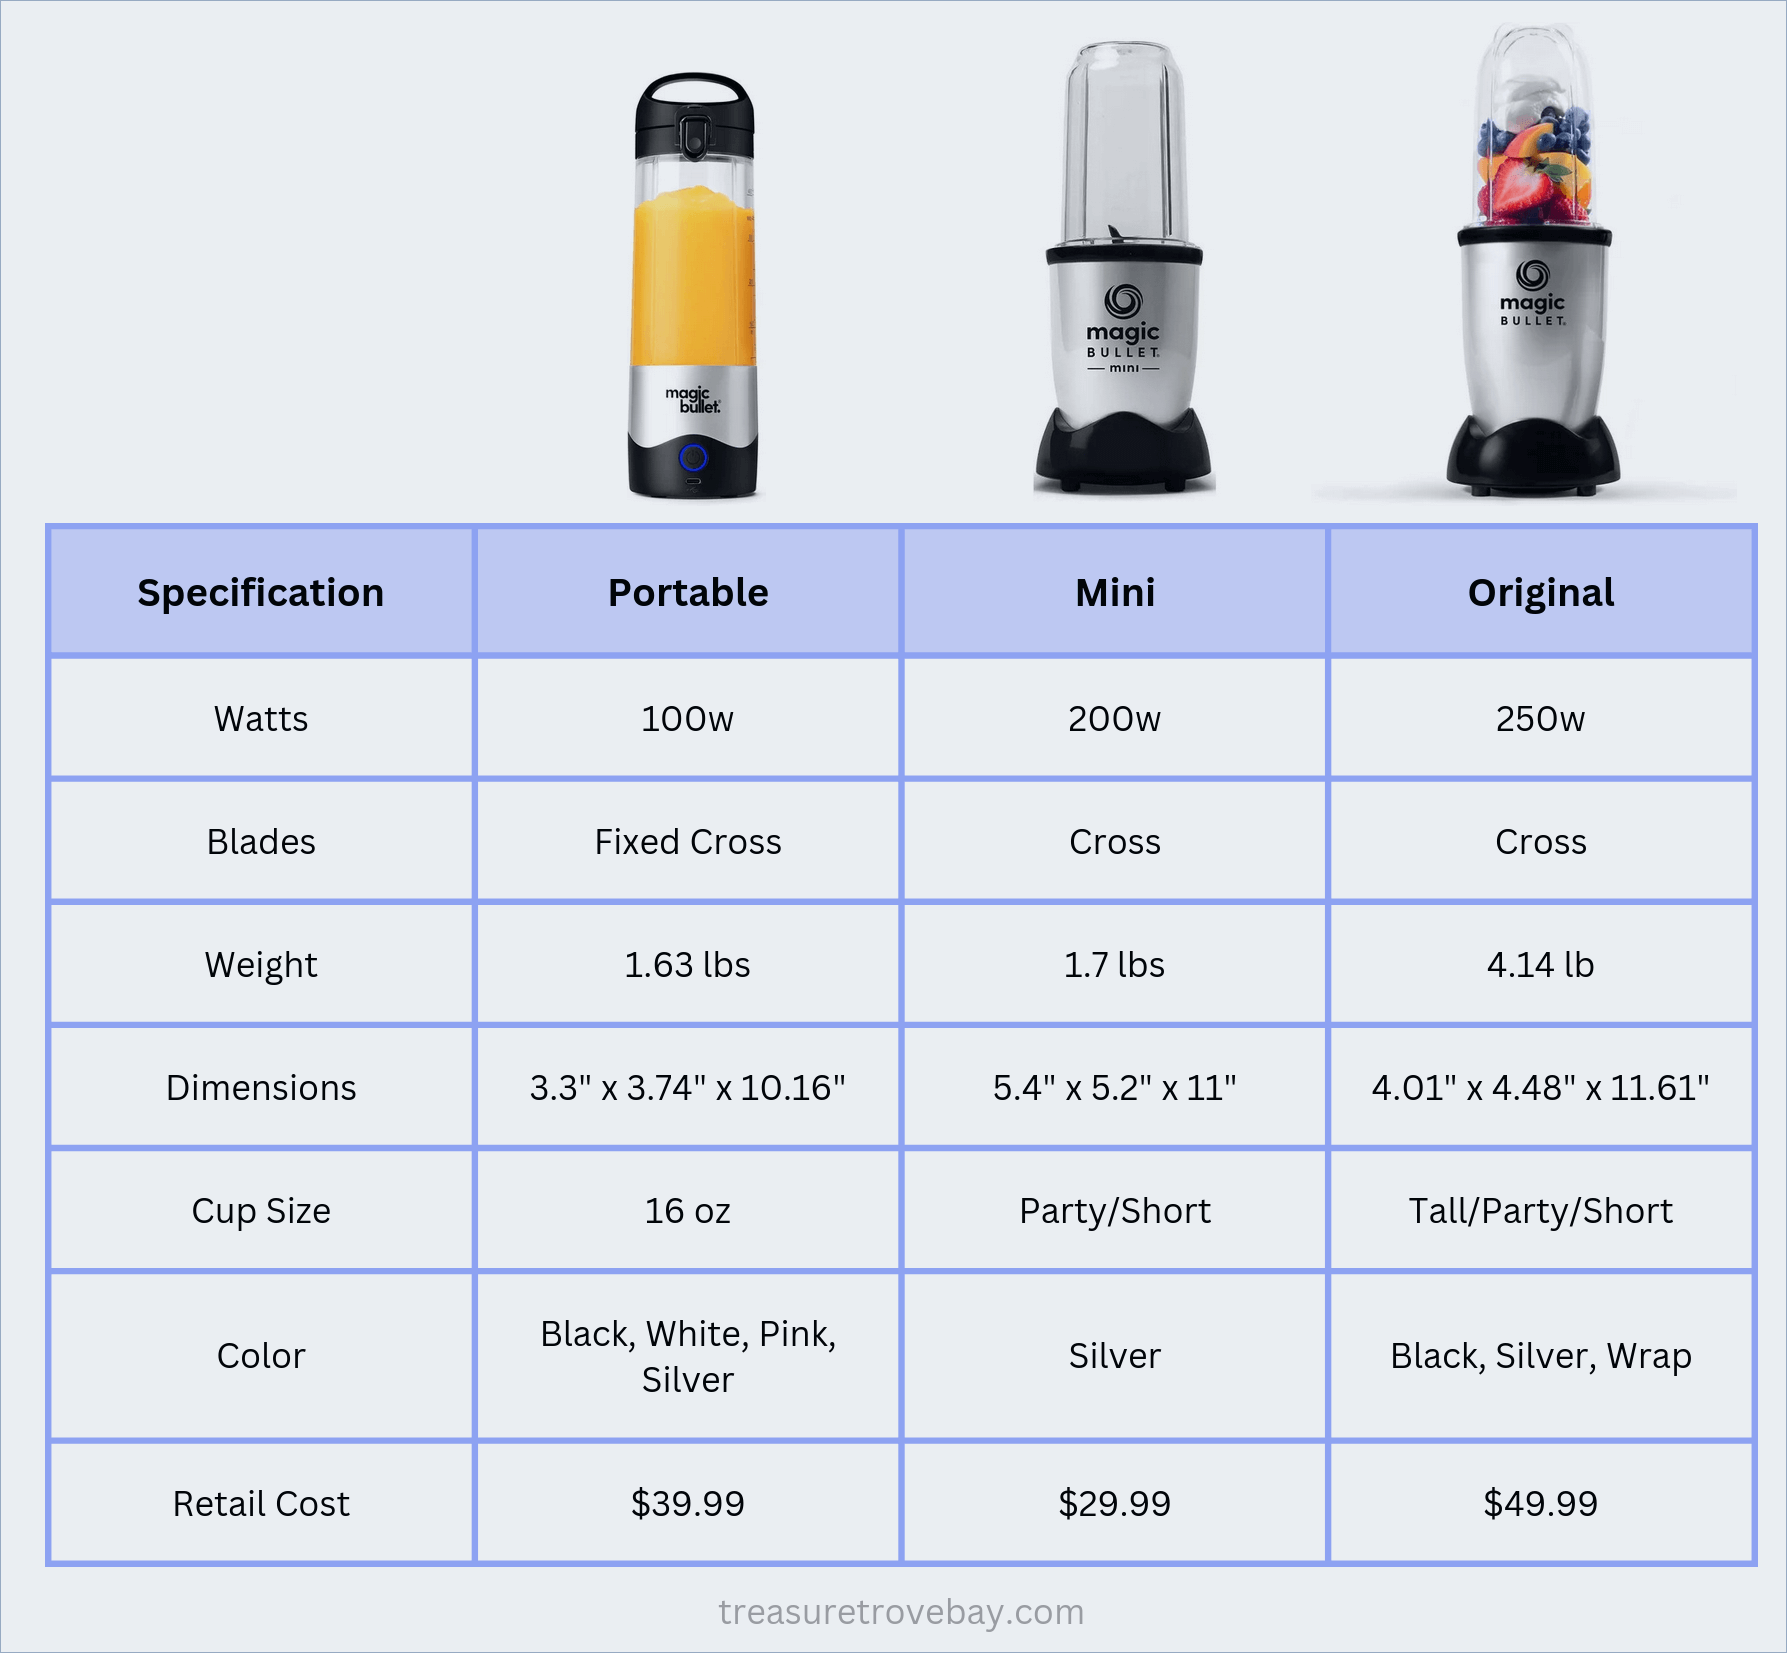 magic
bullet.
magic
BULLET.
mini
magic
BULLET.
Specification Portable Mini Original
Watts 100w 200w 250w
Blades Fixed Cross Cross Cross
Weight 1.63 lbs 1.7 lbs 4.14 lb
Dimensions 3.3" x 3.74" x 10.16" 5.4" x 5.2" x 11" 4.01" x 4.48" x 11.61"
Cup Size 16 oz Party/Short Tall/Party/Short
Color Black, White, Pink, Silver Silver Black, Silver, Wrap
Retail Cost $39.99 $29.99 $49.99
treasuretrovebay.com